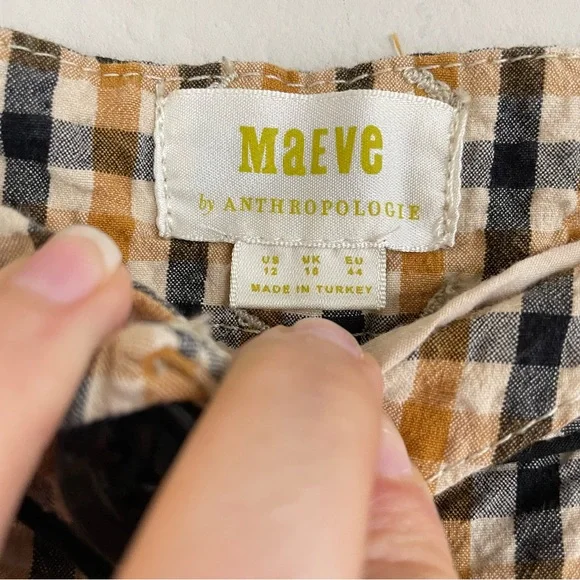 MaEVe
by ANTHROPOLOGIE
US UK EU
12 16 44
MADE IN TURKEY